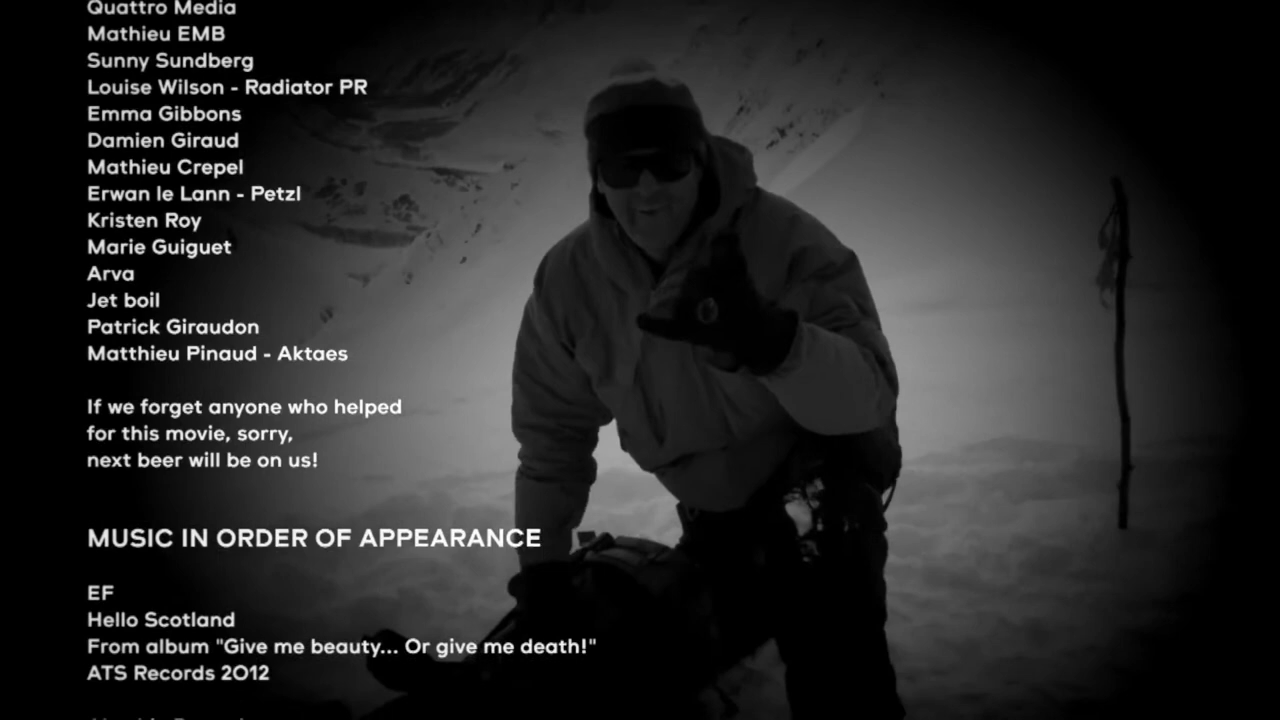 Quattro Media
Mathieu EMB
Sunny Sundberg
Louise Wilson - Radiator PR
Emma Gibbons
Damien Giraud
Mathieu Crepel
Erwan le Lann - Petzl
Kristen Roy
Marie Guiguet
Arva
Jet boil
Patrick Giraudon
Matthieu Pinaud - Aktaes
If we forget anyone who helped
for this movie, sorry,
next beer will be on us!
MUSIC IN ORDER OF APPEARANCE
EF
Hello Scotland
From album "Give me beauty... Or give me death!"
ATS Records 2012